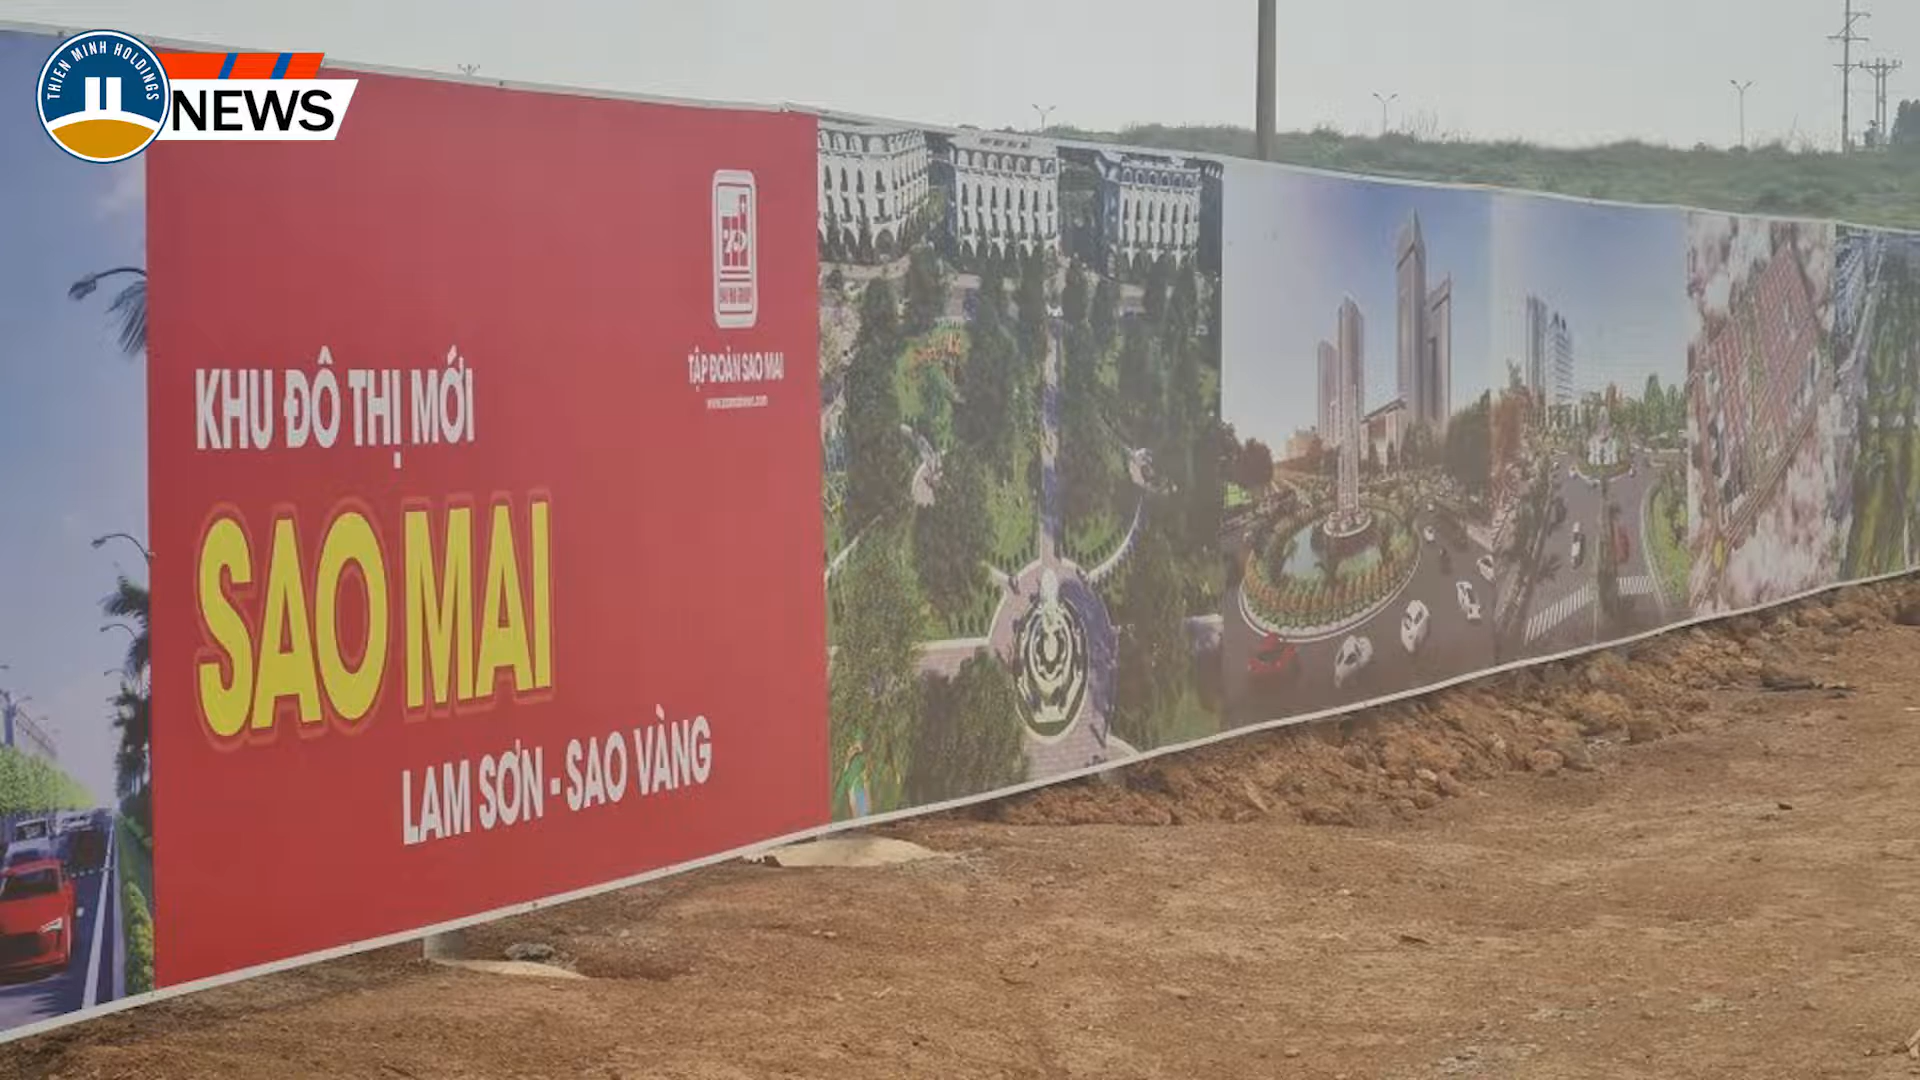 THIEN MINH HOLDINGS
NEWS
TẬP ĐOÀN SAO MAI
KHU ĐÔ THỊ MỚI
SAO MAI
LAM SƠN - SAO VÀNG